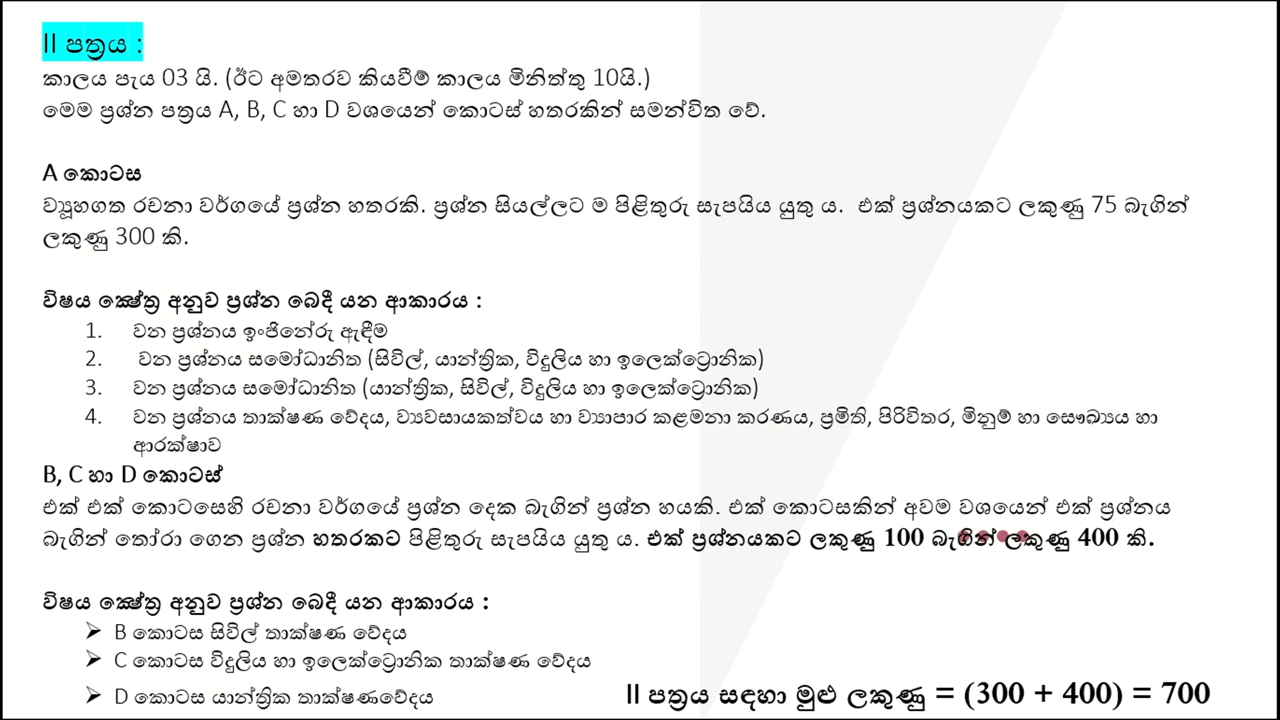 II පත්‍රය :
කාලය පැය 03 යි. (ඊට අමතරව කියවීම් කාලය මිනිත්තු 10යි.)
මෙම ප්‍රශ්න පත්‍රය A, B, C හා D වශයෙන් කොටස් හතරකින් සමන්විත වේ.
A කොටස
ව්‍යූහගත රචනා වර්ගයේ ප්‍රශ්න හතරකි. ප්‍රශ්න සියල්ලට ම පිළිතුරු සැපයිය යුතු ය. එක් ප්‍රශ්නයකට ලකුණු 75 බැගින්
ලකුණු 300 කි.
විෂය ක්‍ෂේත්‍ර අනුව ප්‍රශ්න බෙදී යන ආකාරය :
1. වන ප්‍රශ්නය ඉංජිනේරු ඇඳීම
2. වන ප්‍රශ්නය සමෝධානිත (සිවිල්, යාන්ත්‍රික, විදුලිය හා ඉලෙක්ට්‍රොනික)
3. වන ප්‍රශ්නය සමෝධානිත (යාන්ත්‍රික, සිවිල්, විදුලිය හා ඉලෙක්ට්‍රොනික)
4. වන ප්‍රශ්නය තාක්ෂණ වේදය, ව්‍යවසායකත්වය හා ව්‍යාපාර කළමනා කරණය, ප්‍රමිති, පිරිවිතර, මිනුම් හා සෞඛ්‍යය හා
ආරක්ෂාව
B, C හා D කොටස්
එක් එක් කොටසෙහි රචනා වර්ගයේ ප්‍රශ්න දෙක බැගින් ප්‍රශ්න හයකි. එක් කොටසකින් අවම වශයෙන් එක් ප්‍රශ්නය
බැගින් තෝරා ගෙන ප්‍රශ්න හතරකට පිළිතුරු සැපයිය යුතු ය. එක් ප්‍රශ්නයකට ලකුණු 100 බැගින් ලකුණු 400 කි.
විෂය ක්‍ෂේත්‍ර අනුව ප්‍රශ්න බෙදී යන ආකාරය :
➢ B කොටස සිවිල් තාක්ෂණ වේදය
➢ C කොටස විදුලිය හා ඉලෙක්ට්‍රොනික තාක්ෂණ වේදය
➢ D කොටස යාන්ත්‍රික තාක්ෂණවේදය
II පත්‍රය සඳහා මුළු ලකුණු = (300 + 400) = 700